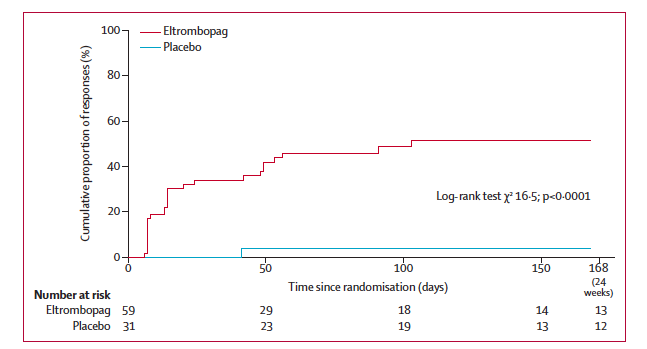 100
Eltrombopag
Placebo
80
60
40
20
0
Cumulative proportion of responses (%)
Log-rank test χ² 16·5; p<0·0001
0 50 100 150 168
(24
weeks)
Time since randomisation (days)
Number at risk
Eltrombopag 59 29 18 14 13
Placebo 31 23 19 13 12